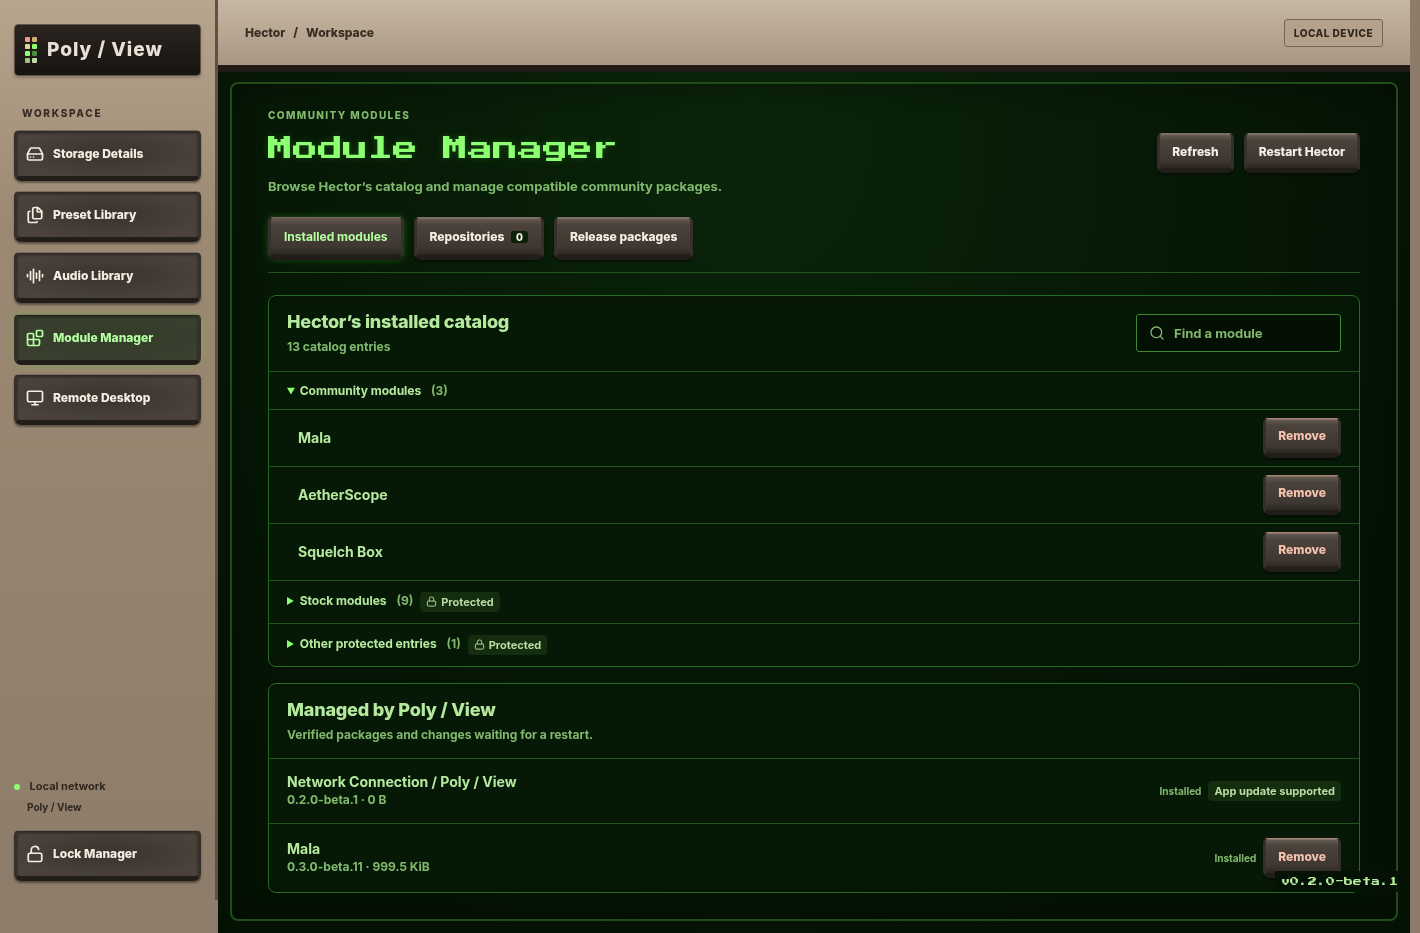 Poly / View
WORKSPACE
Storage Details
Preset Library
Audio Library
Module Manager
Remote Desktop
Local network
Poly / View
Lock Manager
Hector / Workspace
LOCAL DEVICE
COMMUNITY MODULES
Module Manager
Browse Hector’s catalog and manage compatible community packages.
Refresh
Restart Hector
Installed modules
Repositories 0
Release packages
Hector’s installed catalog
13 catalog entries
Find a module
Community modules (3)
Mala
Remove
AetherScope
Remove
Squelch Box
Remove
Stock modules (9) Protected
Other protected entries (1) Protected
Managed by Poly / View
Verified packages and changes waiting for a restart.
Network Connection / Poly / View
0.2.0-beta.1 · 0 B
Installed App update supported
Mala
0.3.0-beta.11 · 999.5 KiB
Installed Remove
v0.2.0-beta.1